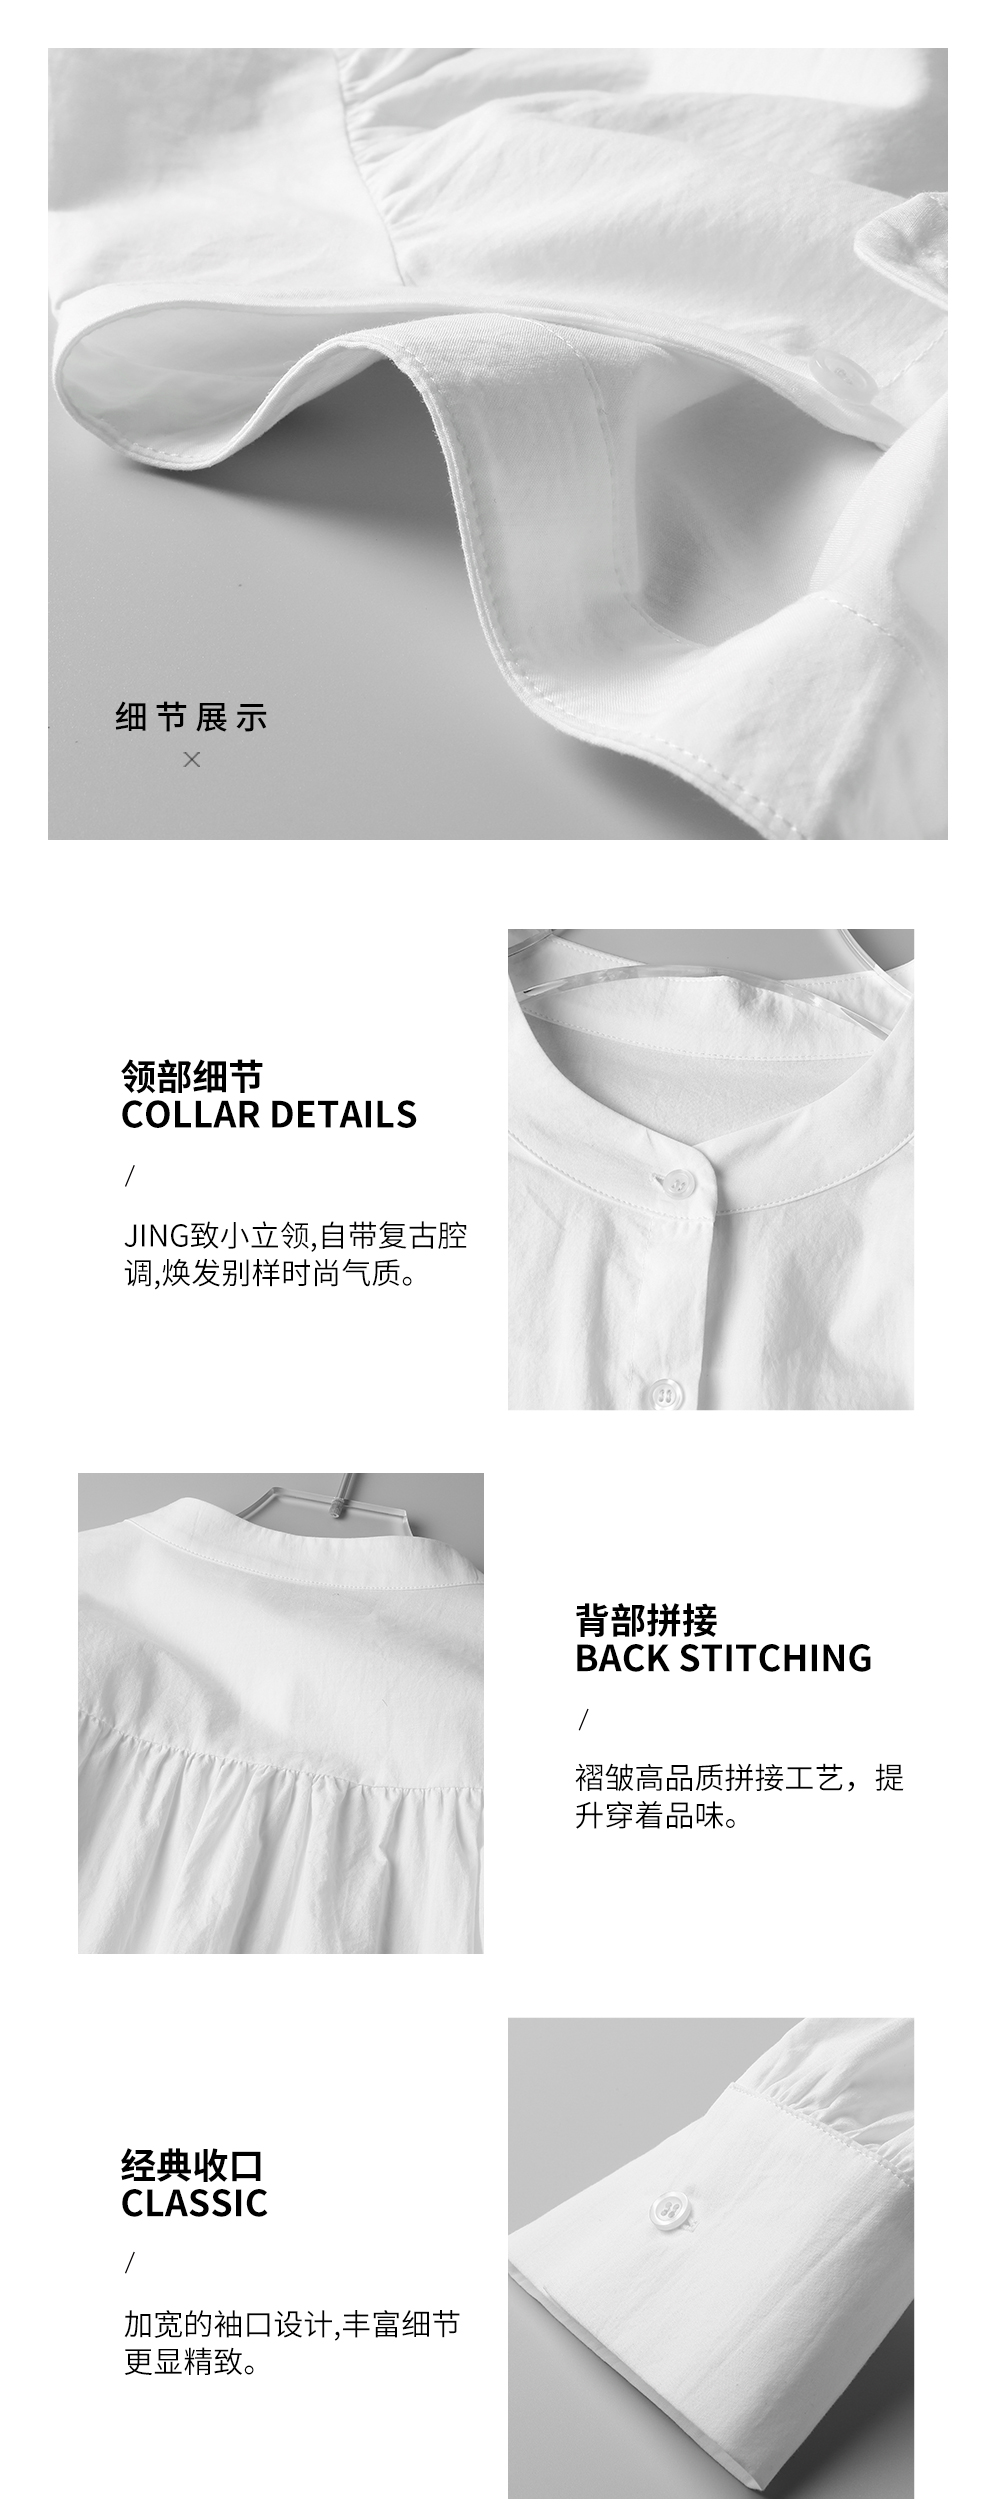 细节展示
×
领部细节
COLLAR DETAILS
/
JING致小立领,自带复古腔
调,焕发别样时尚气质。
背部拼接
BACK STITCHING
/
褶皱高品质拼接工艺，提
升穿着品味。
经典收口
CLASSIC
/
加宽的袖口设计,丰富细节
更显精致。